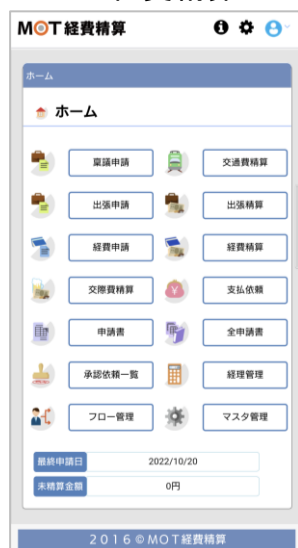 MOT経費精算
ホーム
ホーム
稟議申請 交通費精算
出張申請 出張精算
経費申請 経費精算
交際費精算 支払依頼
申請書 全申請書
承認依頼一覧 経理管理
フロー管理 マスタ管理
最終申請日 2022/10/20
未精算金額 0円
2016©MOT経費精算